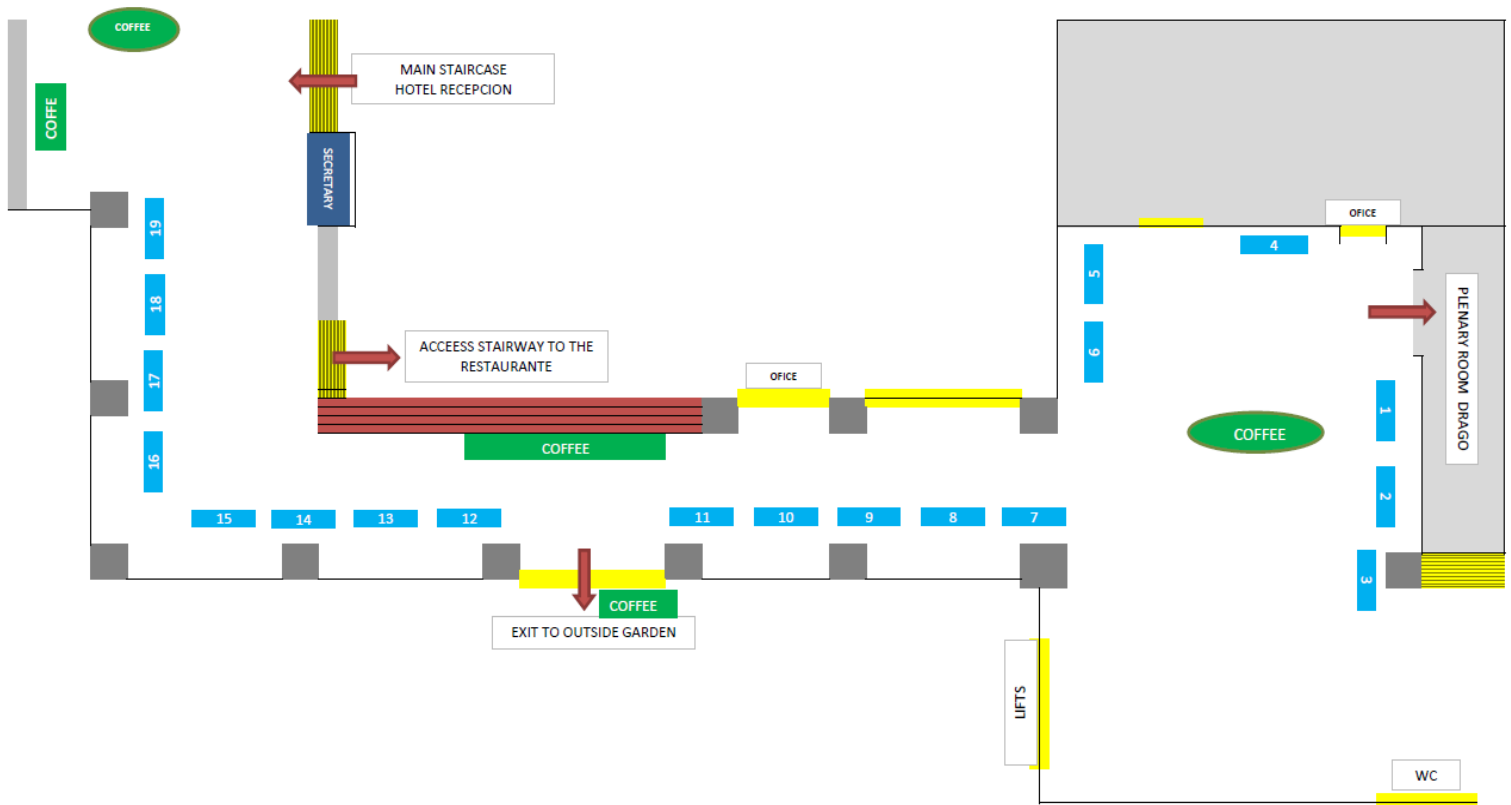 COFFEE
MAIN STAIRCASE
HOTEL RECEPCION
COFFE
SECRETARY
OFICE
19
4
5
18
PLENARY ROOM DRAGO
ACCEESS STAIRWAY TO THE
RESTAURANTE
6
17
OFICE
1
COFFEE
COFFEE
16
2
15
14
13
12
11
10
9
8
7
3
COFFEE
EXIT TO OUTSIDE GARDEN
LIFTS
WC